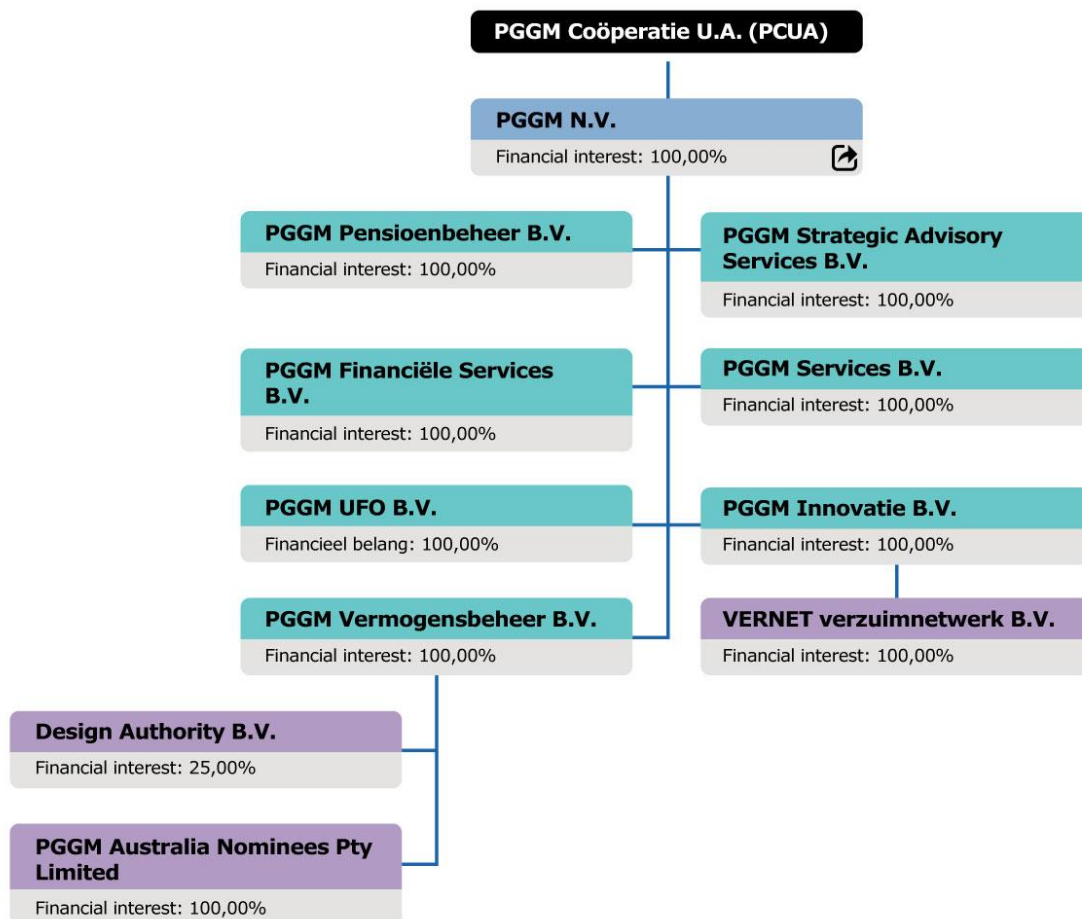 PGGM Coöperatie U.A. (PCUA)
PGGM N.V.
Financial interest: 100,00%
PGGM Pensioenbeheer B.V.
Financial interest: 100,00%
PGGM Strategic Advisory
Services B.V.
Financial interest: 100,00%
PGGM Financiële Services
B.V.
Financial interest: 100,00%
PGGM Services B.V.
Financial interest: 100,00%
PGGM UFO B.V.
Financieel belang: 100,00%
PGGM Innovatie B.V.
Financial interest: 100,00%
PGGM Vermogensbeheer B.V.
Financial interest: 100,00%
VERNET verzuimnetwerk B.V.
Financial interest: 100,00%
Design Authority B.V.
Financial interest: 25,00%
PGGM Australia Nominees Pty
Limited
Financial interest: 100,00%